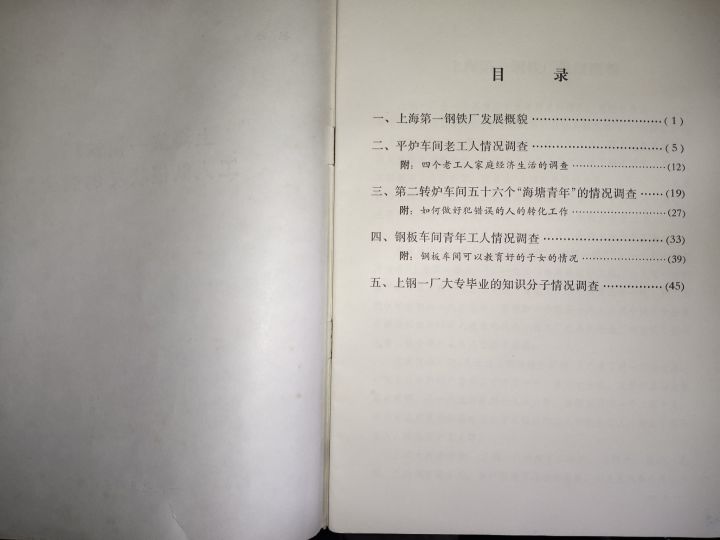 目 录
一、上海第一钢铁厂发展概貌……………………………( 1 )
二、平炉车间老工人情况调查……………………………( 5 )
附：四个老工人家庭经济生活的调查……………………(12)
三、第二转炉车间五十六个“海塘青年”的情况调查……(19)
附：如何做好犯错误的人的转化工作……………………(27)
四、钢板车间青年工人情况调查…………………………(33)
附：钢板车间可以教育好的子女的情况…………………(39)
五、上钢一厂大专毕业的知识分子情况调查……………(45)